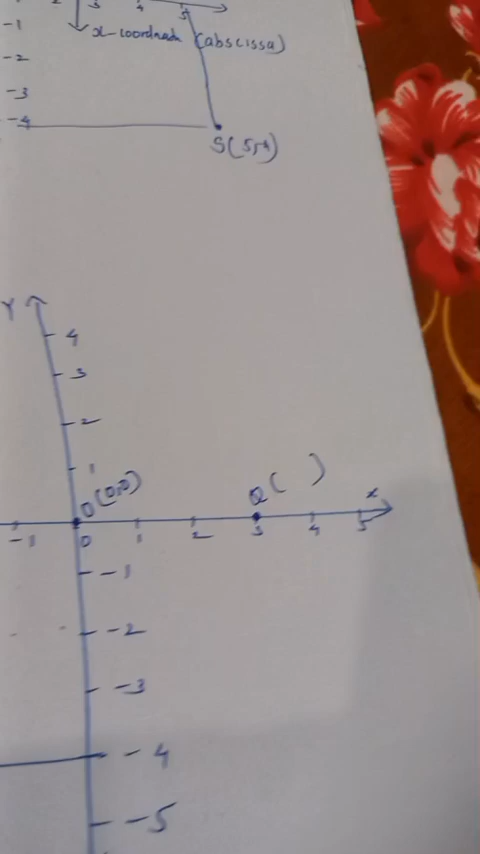 2 3 4 5
-1
x-coordinate (abscissa)
-2
-3
-4
S(5,-4)
Y
4
3
2
1
O(0,0)
Q( )
X
-1 0 1 2 3 4 5
-1
-2
-3
-4
-5